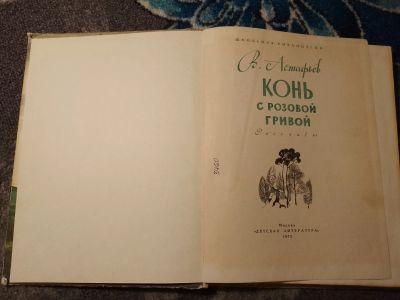 ШКОЛЬНАЯ БИБЛИОТЕКА
В. Астафьев
КОНЬ
С РОЗОВОЙ
ГРИВОЙ
Рассказы
Москва
«ДЕТСКАЯ ЛИТЕРАТУРА»